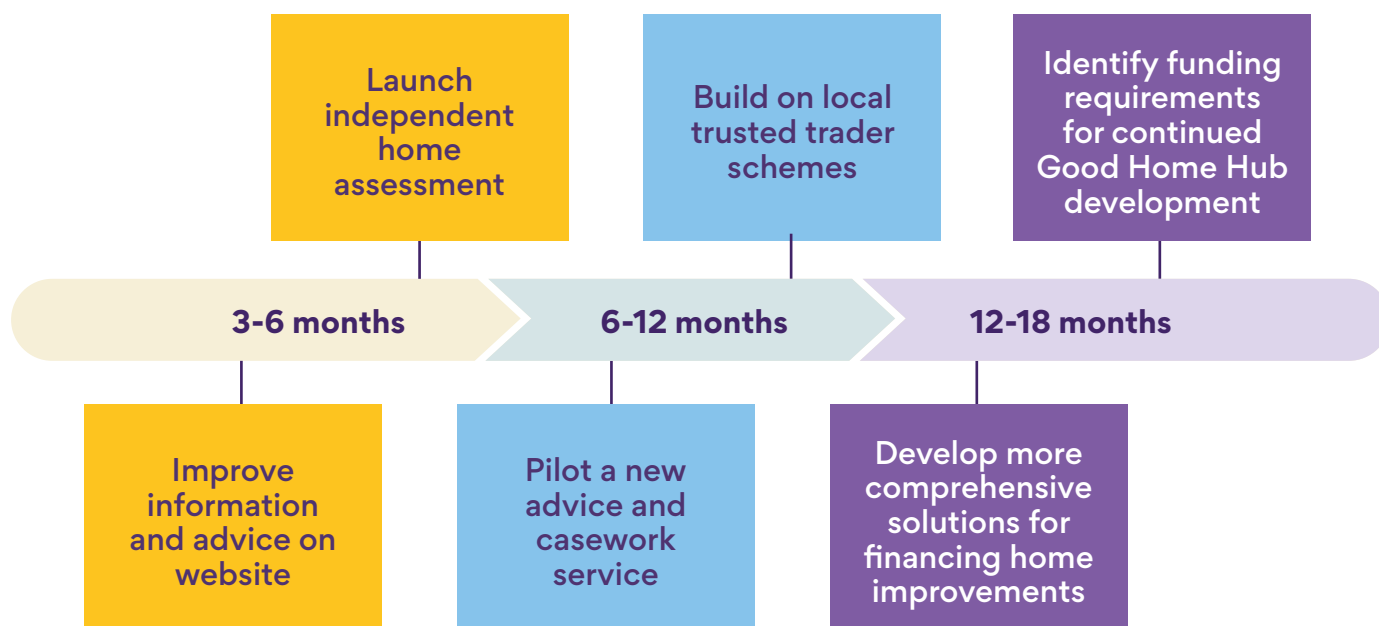 Launch
independent
home
assessment
Build on local
trusted trader
schemes
Identify funding
requirements
for continued
Good Home Hub
development
3-6 months
6-12 months
12-18 months
Improve
information
and advice on
website
Pilot a new
advice and
casework
service
Develop more
comprehensive
solutions for
financing home
improvements